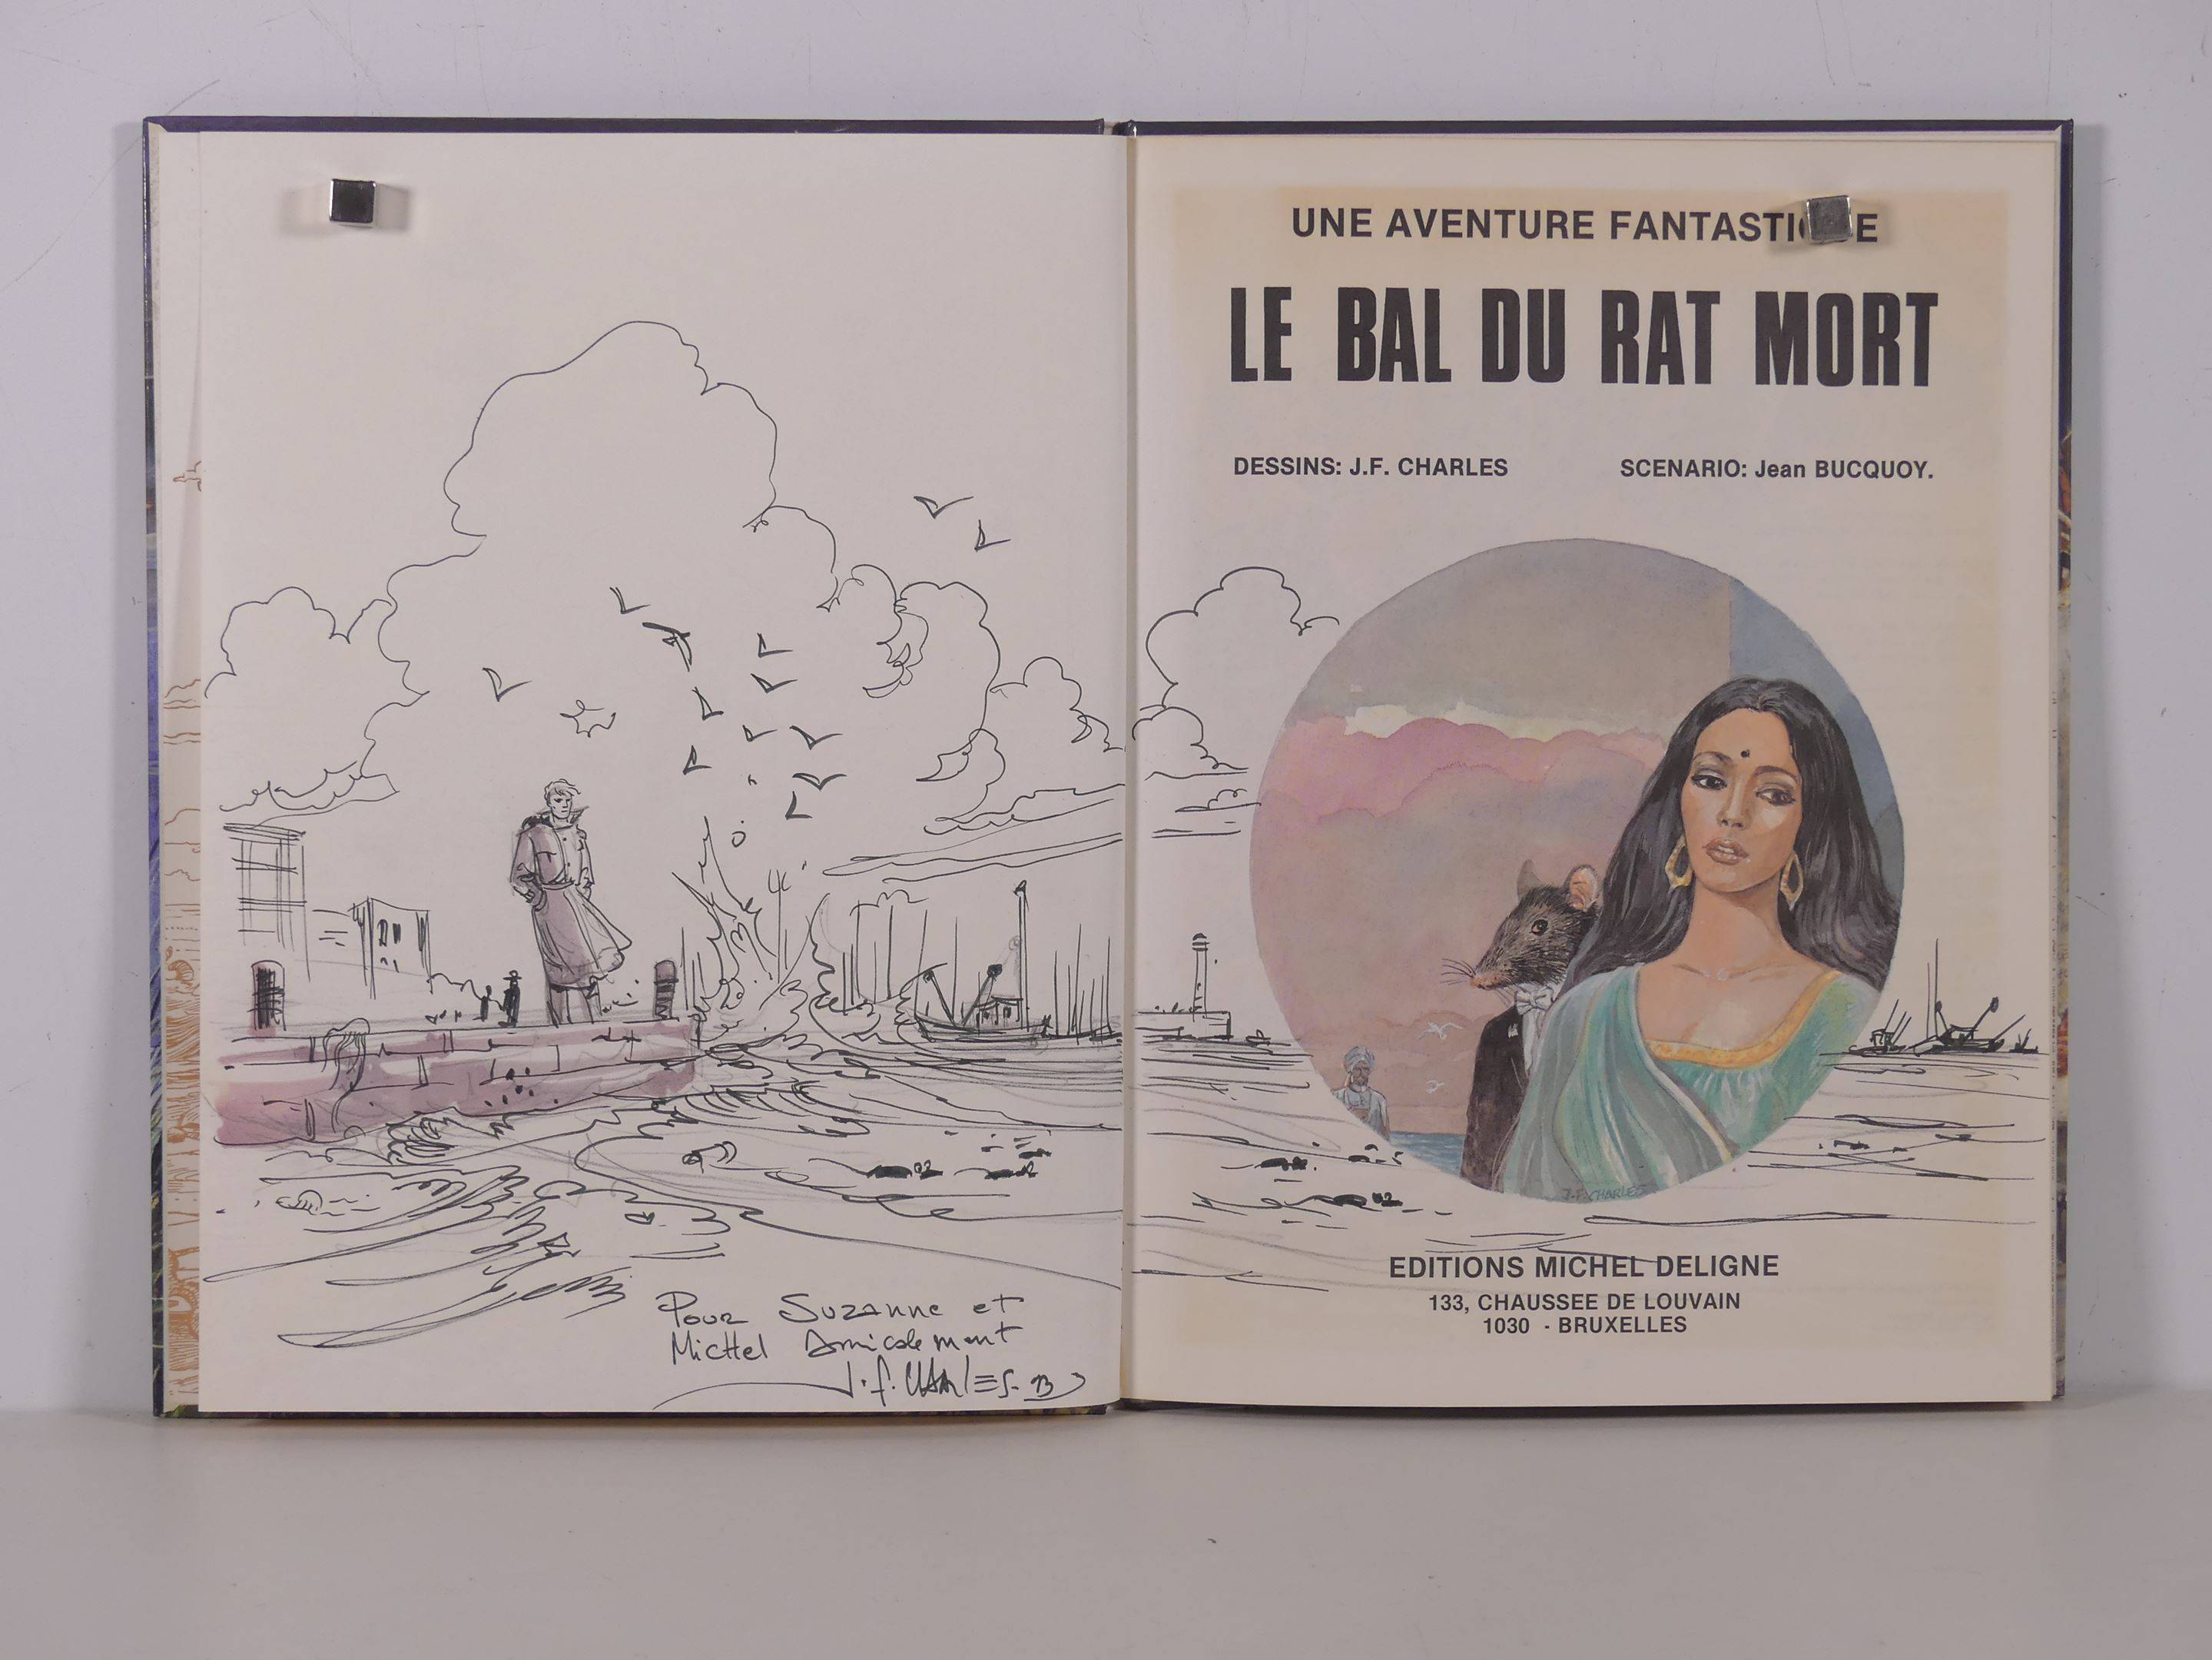 Pour Suzanne et
Michel Amicalement
J.F. CHARLES
UNE AVENTURE FANTASTIQUE
LE BAL DU RAT MORT
DESSINS: J.F. CHARLES SCENARIO: Jean BUCQUOY.
J.F. CHARLES
EDITIONS MICHEL DELIGNE
133, CHAUSSEE DE LOUVAIN
1030 - BRUXELLES